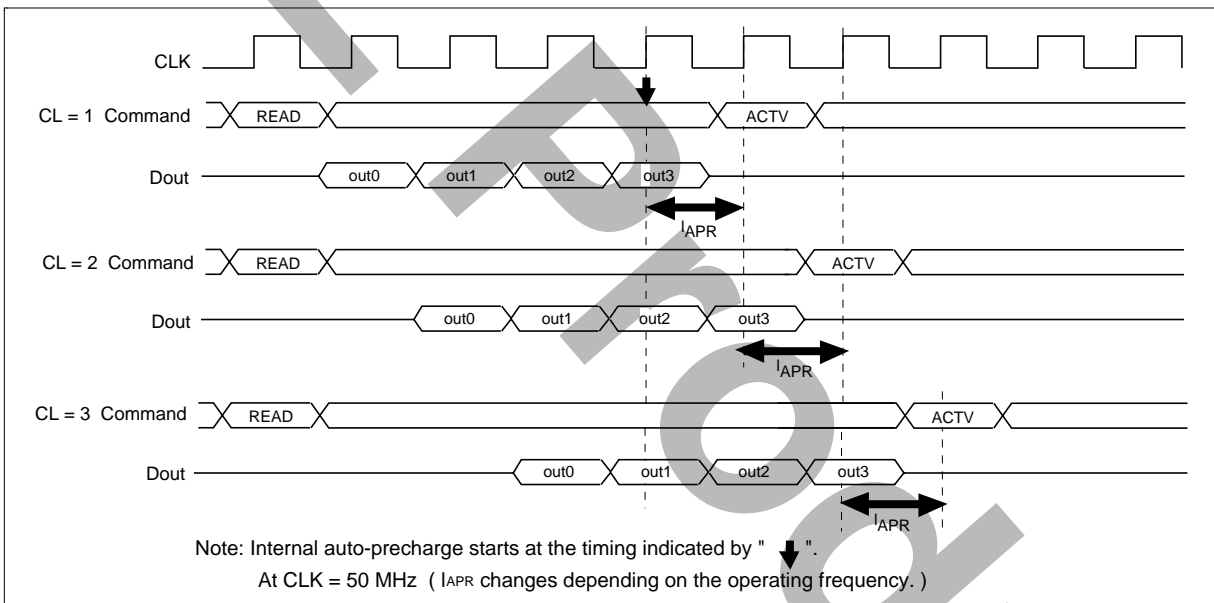 CLK
CL = 1 Command READ ACTV
Dout out0 out1 out2 out3
lAPR
CL = 2 Command READ ACTV
Dout out0 out1 out2 out3
lAPR
CL = 3 Command READ ACTV
Dout out0 out1 out2 out3
lAPR
Note: Internal auto-precharge starts at the timing indicated by " ".
At CLK = 50 MHz ( lAPR changes depending on the operating frequency. )